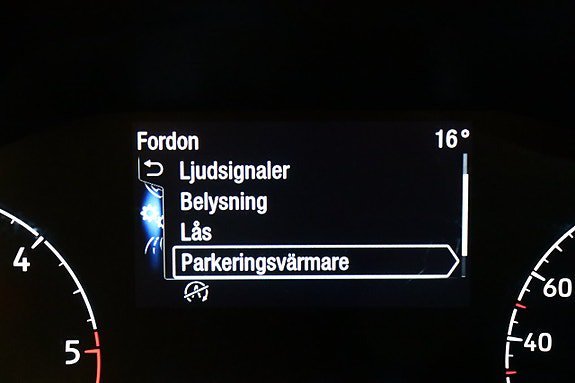 Fordon 16°
Ljudsignaler
Belysning
Lås
Parkeringsvärmare
4
5
60
40